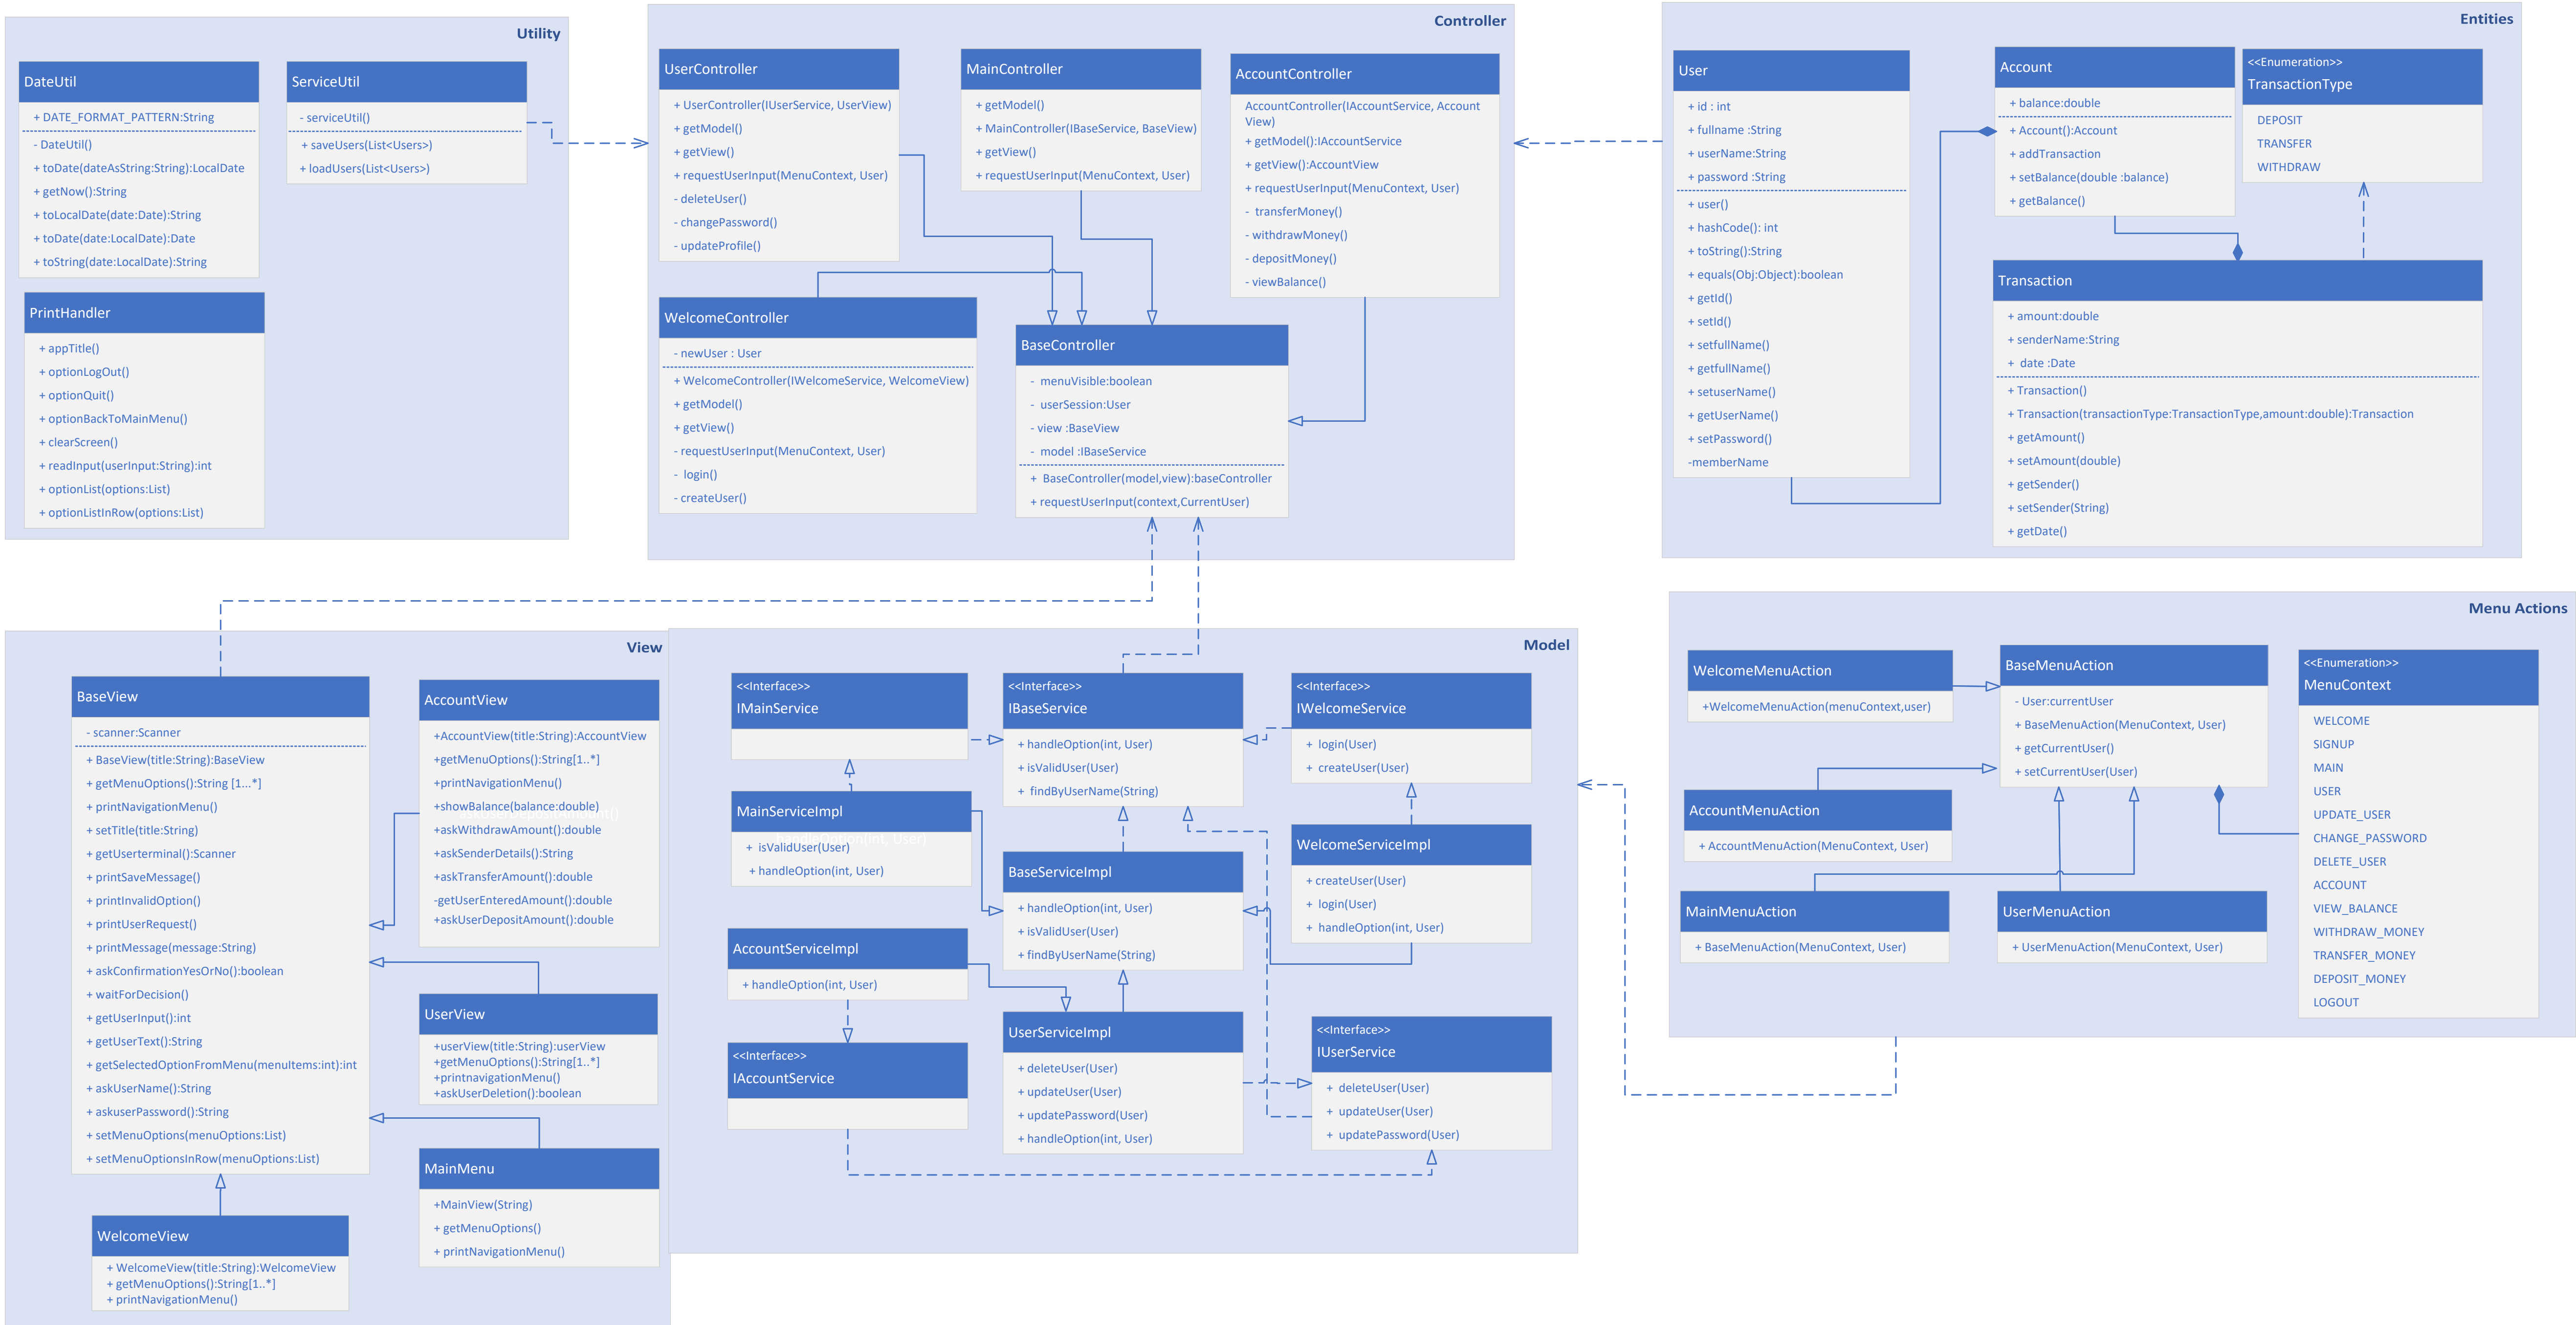 Utility
DateUtil
+ DATE_FORMAT_PATTERN:String
- DateUtil()
+ toDate(dateAsString:String):LocalDate
+ getNow():String
+ toLocalDate(date:Date):String
+ toDate(date:LocalDate):Date
+ toString(date:LocalDate):String
ServiceUtil
- serviceUtil()
+ saveUsers(List<Users>)
+ loadUsers(List<Users>)
PrintHandler
+ appTitle()
+ optionLogOut()
+ optionQuit()
+ optionBackToMainMenu()
+ clearScreen()
+ readInput(userInput:String):int
+ optionList(options:List)
+ optionListInRow(options:List)
Controller
UserController
+ UserController(IUserService, UserView)
+ getModel()
+ getView()
+ requestUserInput(MenuContext, User)
- deleteUser()
- changePassword()
- updateProfile()
MainController
+ getModel()
+ MainController(IBaseService, BaseView)
+ getView()
+ requestUserInput(MenuContext, User)
AccountController
AccountController(IAccountService, Account
View)
+ getModel():IAccountService
+ getView():AccountView
+ requestUserInput(MenuContext, User)
- transferMoney()
- withdrawMoney()
- depositMoney()
- viewBalance()
WelcomeController
- newUser : User
+ WelcomeController(IWelcomeService, WelcomeView)
+ getModel()
+ getView()
- requestUserInput(MenuContext, User)
- login()
- createUser()
BaseController
- menuVisible:boolean
- userSession:User
- view :BaseView
- model :IBaseService
+ BaseController(model,view):baseController
+ requestUserInput(context,CurrentUser)
Entities
User
+ id : int
+ fullname :String
+ userName:String
+ password :String
+ user()
+ hashCode(): int
+ toString():String
+ equals(Obj:Object):boolean
+ getId()
+ setId()
+ setfullName()
+ getfullName()
+ setuserName()
+ getUserName()
+ setPassword()
-memberName
Account
+ balance:double
+ Account():Account
+ addTransaction
+ setBalance(double :balance)
+ getBalance()
<<Enumeration>>
TransactionType
DEPOSIT
TRANSFER
WITHDRAW
Transaction
+ amount:double
+ senderName:String
+ date :Date
+ Transaction()
+ Transaction(transactionType:TransactionType,amount:double):Transaction
+ getAmount()
+ setAmount(double)
+ getSender()
+ setSender(String)
+ getDate()
View
BaseView
- scanner:Scanner
+ BaseView(title:String):BaseView
+ getMenuOptions():String [1...*]
+ printNavigationMenu()
+ setTitle(title:String)
+ getUserterminal():Scanner
+ printSaveMessage()
+ printInvalidOption()
+ printUserRequest()
+ printMessage(message:String)
+ askConfirmationYesOrNo():boolean
+ waitForDecision()
+ getUserInput():int
+ getUserText():String
+ getSelectedOptionFromMenu(menuItems:int):int
+ askUserName():String
+ askuserPassword():String
+ setMenuOptions(menuOptions:List)
+ setMenuOptionsInRow(menuOptions:List)
AccountView
+AccountView(title:String):AccountView
+getMenuOptions():String[1..*]
+printNavigationMenu()
+showBalance(balance:double)
askUserDepositAmount()
+askWithdrawAmount():double
+askSenderDetails():String
+askTransferAmount():double
-getUserEnteredAmount():double
+askUserDepositAmount():double
UserView
+userView(title:String):userView
+getMenuOptions():String[1..*]
+printnavigationMenu()
+askUserDeletion():boolean
MainMenu
+MainView(String)
+ getMenuOptions()
+ printNavigationMenu()
WelcomeView
+ WelcomeView(title:String):WelcomeView
+ getMenuOptions():String[1..*]
+ printNavigationMenu()
Model
<<Interface>>
IMainService
<<Interface>>
IBaseService
+ handleOption(int, User)
+ isValidUser(User)
+ findByUserName(String)
<<Interface>>
IWelcomeService
+ login(User)
+ createUser(User)
MainServiceImpl
handleOption(int, User)
+ isValidUser(User)
+ handleOption(int, User)
BaseServiceImpl
+ handleOption(int, User)
+ isValidUser(User)
+ findByUserName(String)
WelcomeServiceImpl
+ createUser(User)
+ login(User)
+ handleOption(int, User)
AccountServiceImpl
+ handleOption(int, User)
<<Interface>>
IAccountService
UserServiceImpl
+ deleteUser(User)
+ updateUser(User)
+ updatePassword(User)
+ handleOption(int, User)
<<Interface>>
IUserService
+ deleteUser(User)
+ updateUser(User)
+ updatePassword(User)
Menu Actions
WelcomeMenuAction
+WelcomeMenuAction(menuContext,user)
BaseMenuAction
- User:currentUser
+ BaseMenuAction(MenuContext, User)
+ getCurrentUser()
+ setCurrentUser(User)
<<Enumeration>>
MenuContext
WELCOME
SIGNUP
MAIN
USER
UPDATE_USER
CHANGE_PASSWORD
DELETE_USER
ACCOUNT
VIEW_BALANCE
WITHDRAW_MONEY
TRANSFER_MONEY
DEPOSIT_MONEY
LOGOUT
AccountMenuAction
+ AccountMenuAction(MenuContext, User)
MainMenuAction
+ BaseMenuAction(MenuContext, User)
UserMenuAction
+ UserMenuAction(MenuContext, User)